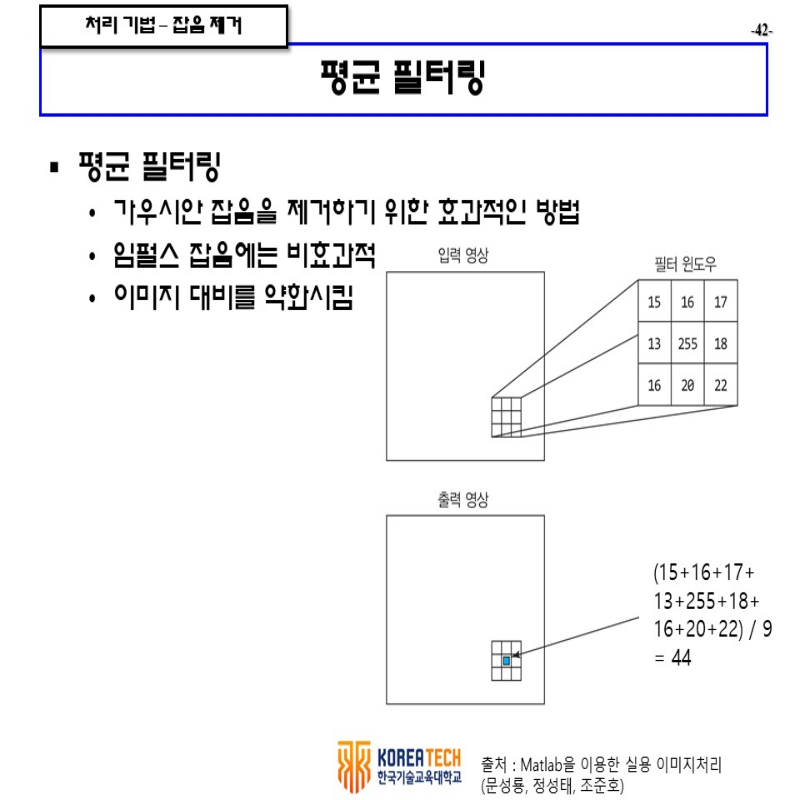 처리 기법 – 잡음 제거
-42-
평균 필터링
▪ 평균 필터링
• 가우시안 잡음을 제거하기 위한 효과적인 방법
• 임펄스 잡음에는 비효과적
• 이미지 대비를 약화시킴
입력 영상
필터 윈도우
15 16 17
13 255 18
16 20 22
출력 영상
(15+16+17+
13+255+18+
16+20+22) / 9
= 44
KOREATECH
한국기술교육대학교
출처 : Matlab을 이용한 실용 이미지처리
(문성룡, 정성태, 조준호)